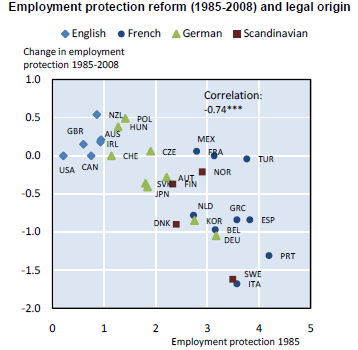 Employment protection reform (1985-2008) and legal origin
English French German Scandinavian
Change in employment
protection 1985-2008
1.0
Correlation:
-0.74***
NZL POL
HUN
0.5
GBR AUS
IRL
MEX
0.0
USA CAN CHE CZE FRA TUR
AUT NOR
SVK FIN
-0.5
JPN
NLD GRC
DNK KOR ESP
-1.0
BEL
DEU
PRT
-1.5
SWE
ITA
-2.0
0 1 2 3 4 5
Employment protection 1985